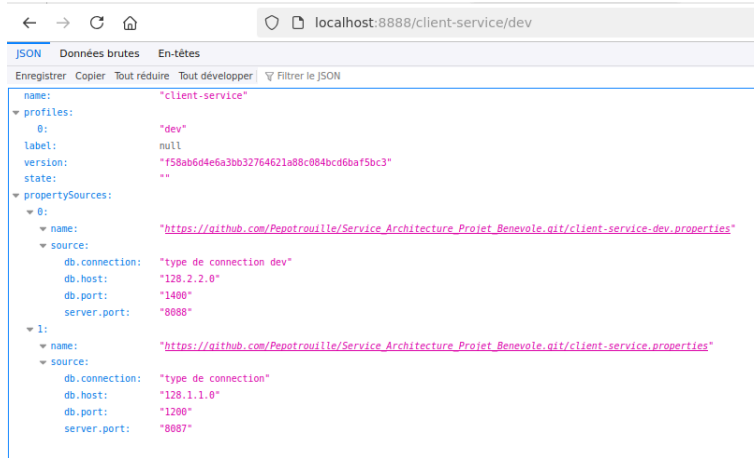 localhost:8888/client-service/dev
JSON Données brutes En-têtes
Enregistrer Copier Tout réduire Tout développer Filtrer le JSON
name: "client-service"
profiles:
0: "dev"
label: null
version: "f58ab6d4e6a3bb32764621a88c084bcd6baf5bc3"
state: ""
propertySources:
0:
name: "https://github.com/Pepotrouille/Service_Architecture_Projet_Benevole.git/client-service-dev.properties"
source:
db.connection: "type de connection dev"
db.host: "128.2.2.0"
db.port: "1400"
server.port: "8088"
1:
name: "https://github.com/Pepotrouille/Service_Architecture_Projet_Benevole.git/client-service.properties"
source:
db.connection: "type de connection"
db.host: "128.1.1.0"
db.port: "1200"
server.port: "8087"